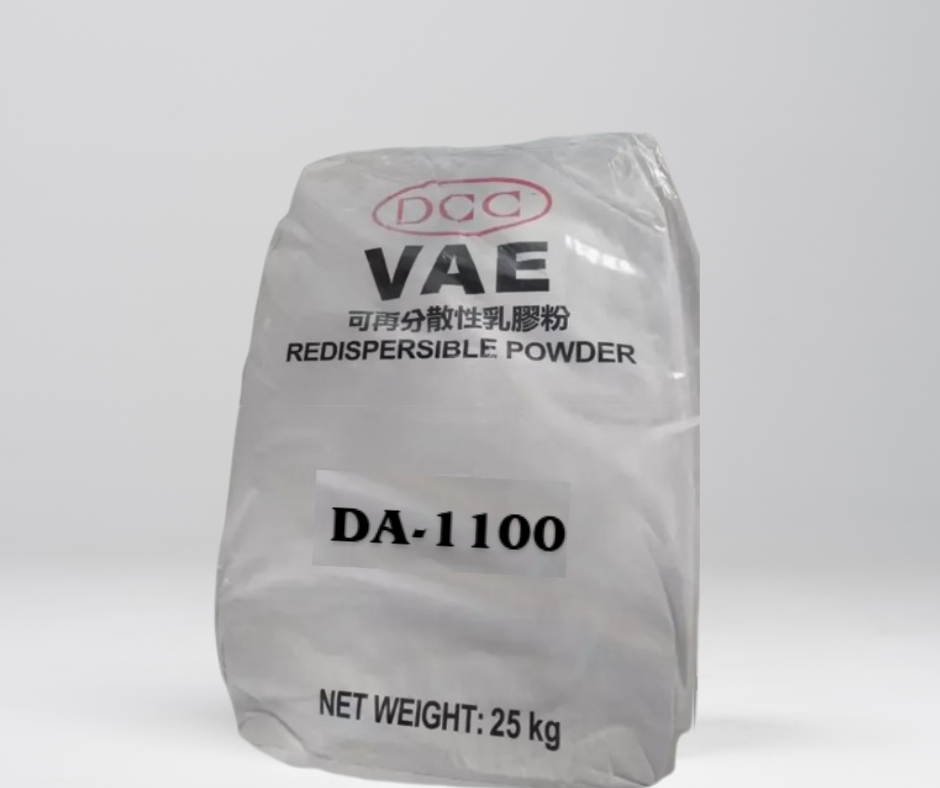 DCC
VAE
可再分散性乳膠粉
REDISPERSIBLE POWDER
DA-1100
NET WEIGHT: 25 kg